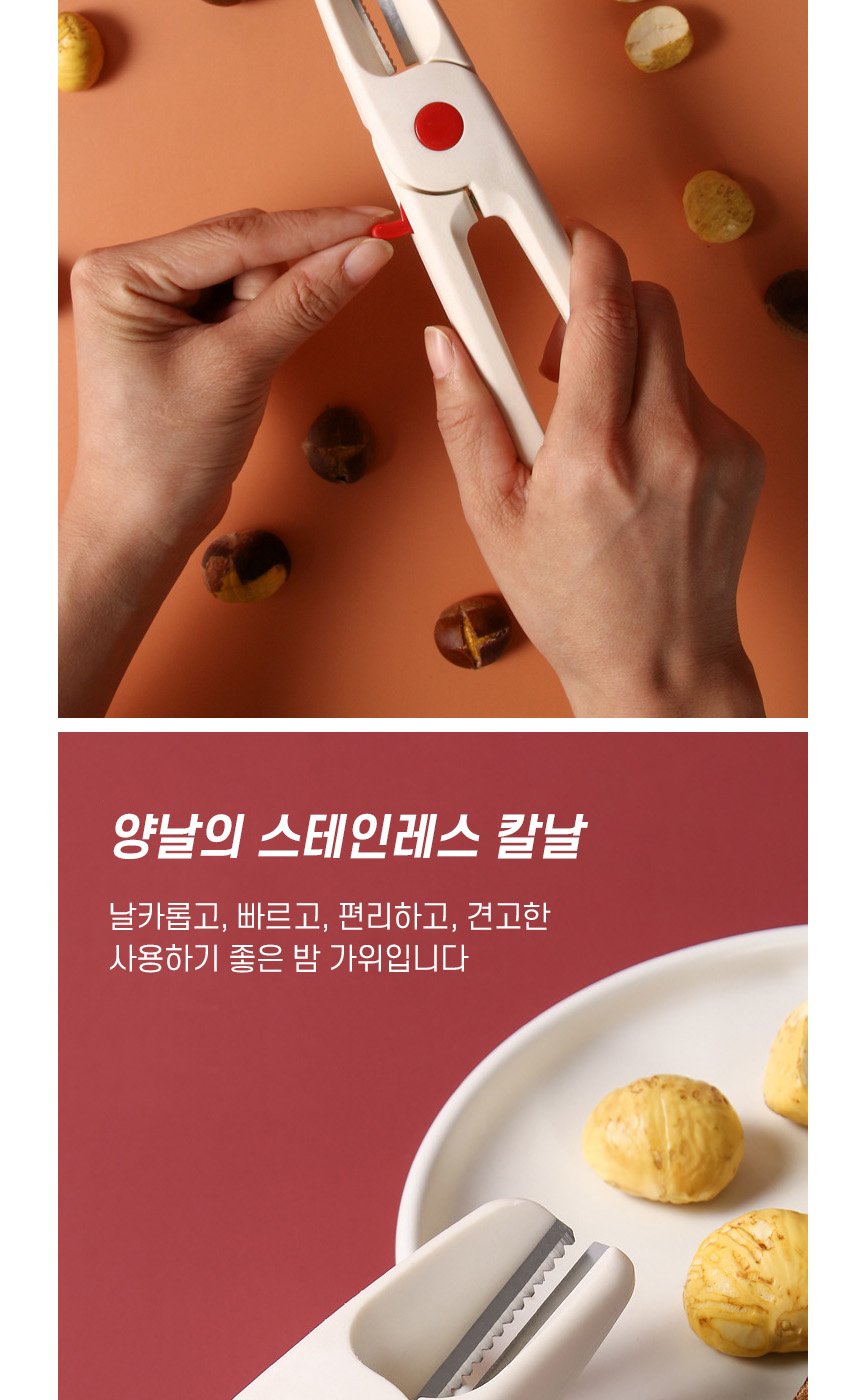 양날의 스테인레스 칼날
날카롭고, 빠르고, 편리하고, 견고한
사용하기 좋은 밤 가위입니다